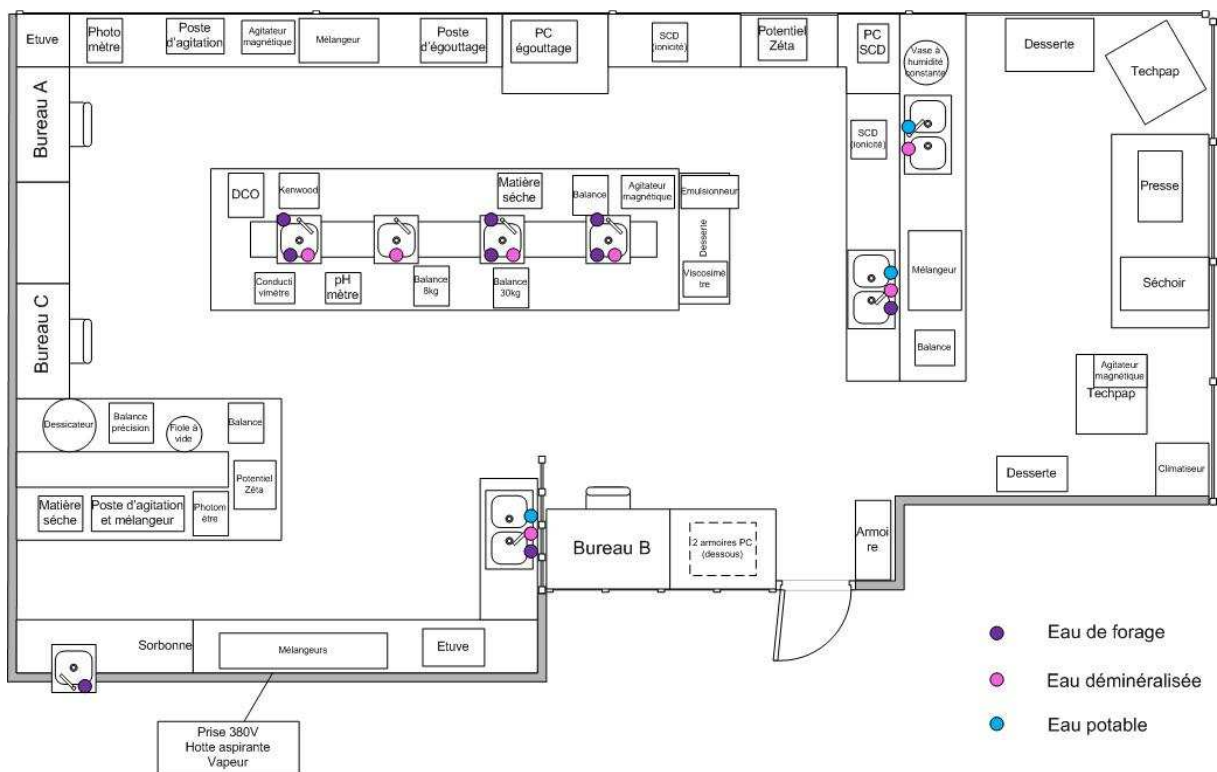 Etuve
Photo
mètre
Poste
d'agitation
Agitateur
magnétique
Mélangeur
Poste
d'égouttage
PC
égouttage
SCD
(ionicité)
Potentiel
Zéta
PC
SCD
Vase à
humidité
constante
Desserte
Techpap
Bureau A
SCD
(ionicité)
Presse
DCO
Kenwood
Matière
séche
Balance
Agitateur
magnétique
Emulsionneur
Desserte
Conducti
vimètre
pH
mètre
Balance
8kg
Balance
30kg
Viscosimè
tre
Mélangeur
Séchoir
Bureau C
Balance
Agitateur
magnétique
Techpap
Dessicateur
Balance
précision
Fiole à
vide
Balance
Potentiel
Zéta
Desserte
Climatiseur
Matière
séche
Poste d'agitation
et mélangeur
Photom
ètre
Bureau B
2 armoires PC
(dessous)
Armoi
re
Sorbonne
Mélangeurs
Etuve
Eau de forage
Eau déminéralisée
Eau potable
Prise 380V
Hotte aspirante
Vapeur